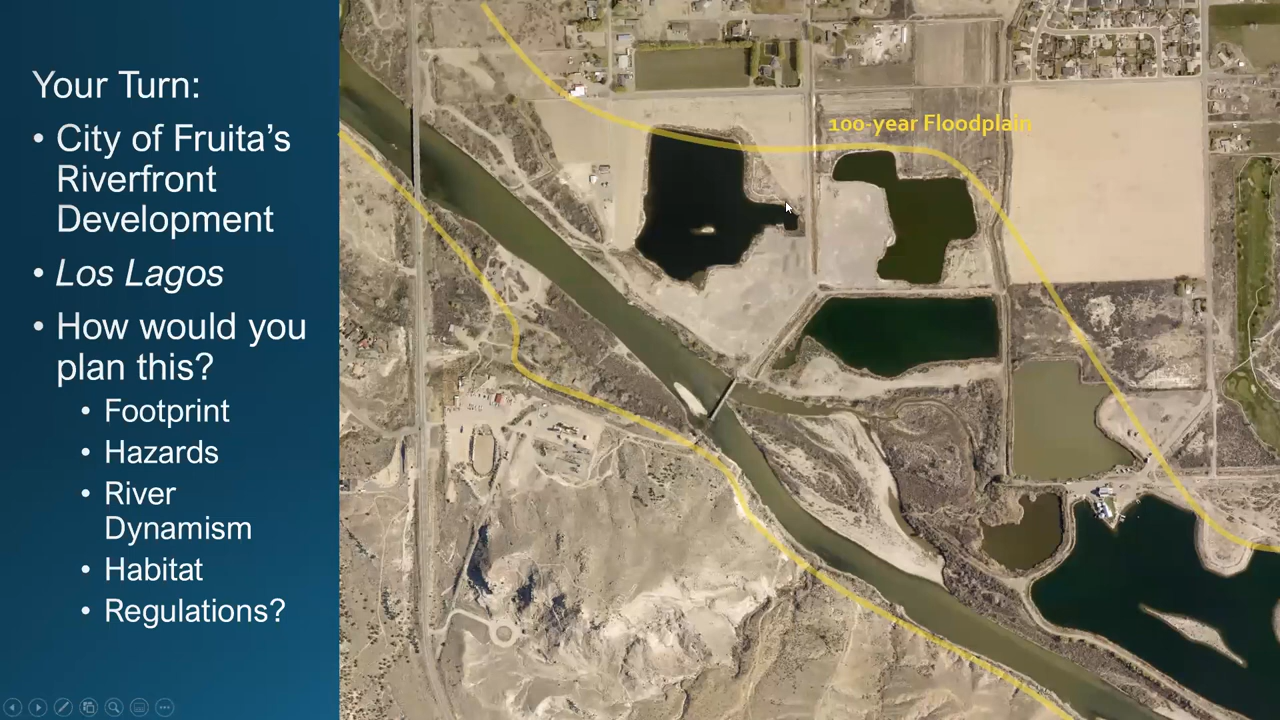 Your Turn:
• City of Fruita's
Riverfront
Development
• Los Lagos
• How would you
plan this?
• Footprint
• Hazards
• River
Dynamism
• Habitat
• Regulations?
100-year Floodplain